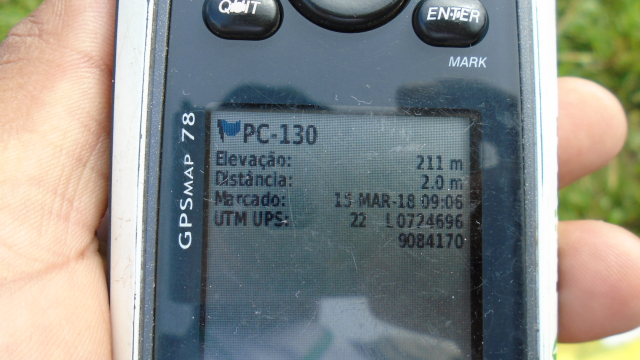 QUIT
ENTER
MARK
GPSMAP 78
PC-130
Elevação: 211 m
Distância: 2.0 m
Marcado: 15 MAR-18 09:06
UTM UPS: 22 L 0724696
9084170